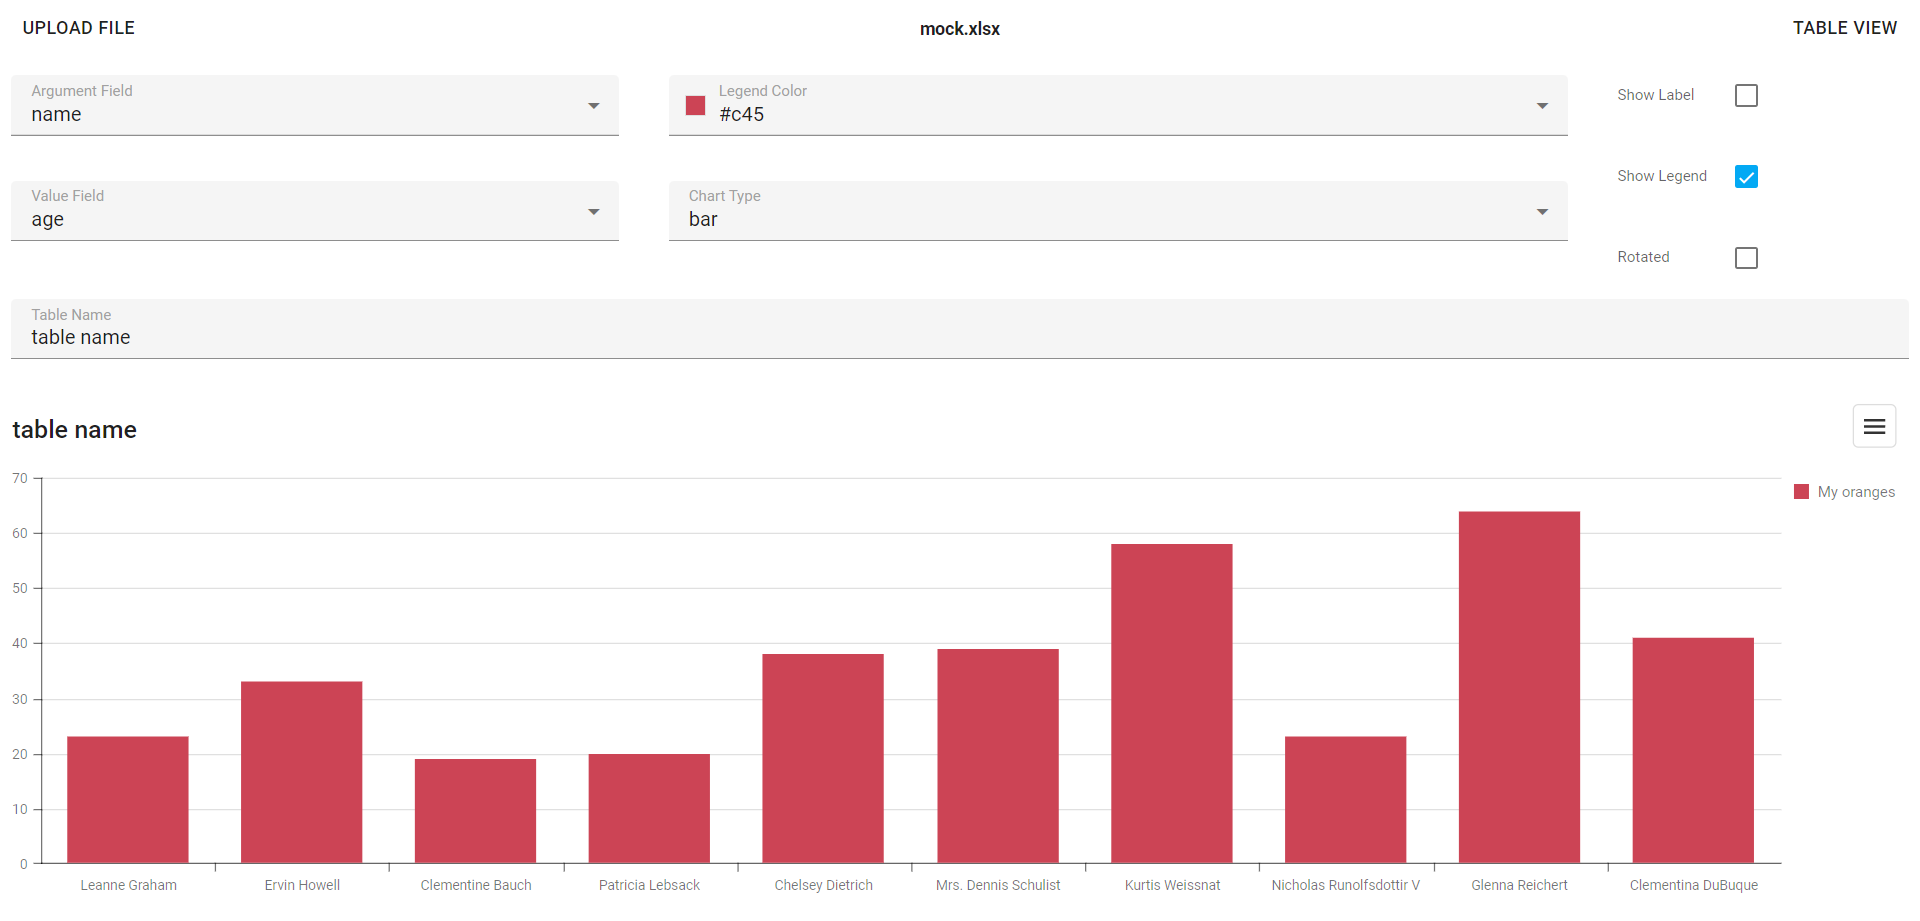 UPLOAD FILE
mock.xlsx
TABLE VIEW
Argument Field
name
Legend Color
#c45
Show Label
Show Legend
Value Field
age
Chart Type
bar
Rotated
Table Name
table name
table name
70
60
50
40
30
20
10
0
My oranges
Leanne Graham
Ervin Howell
Clementine Bauch
Patricia Lebsack
Chelsey Dietrich
Mrs. Dennis Schulist
Kurtis Weissnat
Nicholas Runolfsdottir V
Glenna Reichert
Clementina DuBuque